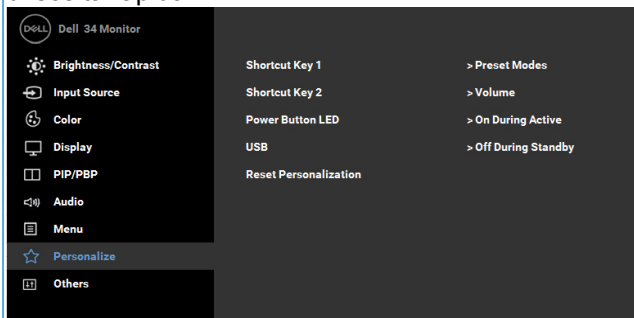 DELL Dell 34 Monitor
Brightness/Contrast Shortcut Key 1 > Preset Modes
Input Source Shortcut Key 2 > Volume
Color Power Button LED > On During Active
Display USB > Off During Standby
PIP/PBP Reset Personalization
Audio
Menu
Personalize
Others